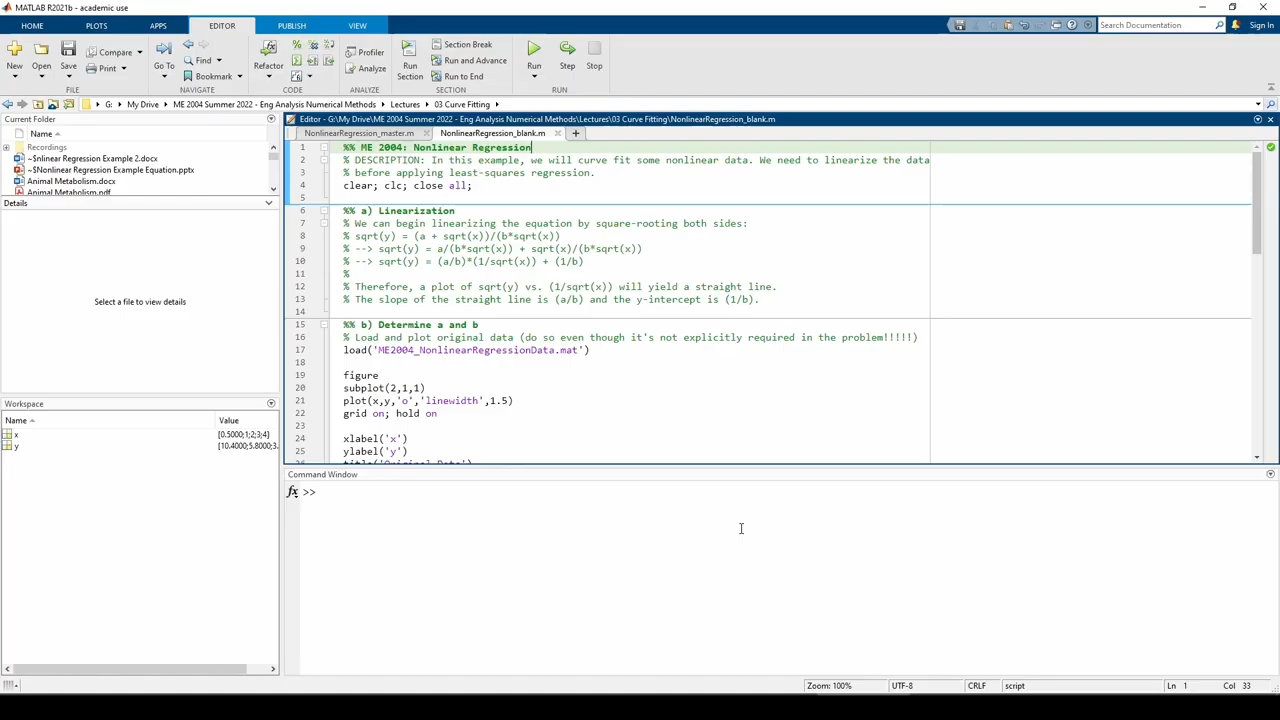 MATLAB R2021b - academic use
HOME PLOTS APPS EDITOR PUBLISH VIEW Search Documentation Sign In
New Open Save Compare Print Go To Find Bookmark Refactor Profiler Analyze Run Section Section Break Run and Advance Run to End Run Step Stop
FILE NAVIGATE CODE ANALYZE SECTION RUN
G: My Drive ME 2004 Summer 2022 - Eng Analysis Numerical Methods Lectures 03 Curve Fitting
Current Folder
Name
Recordings
~$nlinear Regression Example 2.docx
~$Nonlinear Regression Example Equation.pptx
Animal Metabolism.docx
Animal Metabolism.pdf
Details
Select a file to view details
Workspace
Name Value
x [0.5000;1;2;3;4]
y [10.4000;5.8000;3.
Editor - G:\My Drive\ME 2004 Summer 2022 - Eng Analysis Numerical Methods\Lectures\03 Curve Fitting\NonlinearRegression_blank.m
NonlinearRegression_master.m NonlinearRegression_blank.m +
1 %% ME 2004: Nonlinear Regression
2 % DESCRIPTION: In this example, we will curve fit some nonlinear data. We need to linearize the data
3 % before applying least-squares regression.
4 clear; clc; close all;
5
6 %% a) Linearization
7 % We can begin linearizing the equation by square-rooting both sides:
8 % sqrt(y) = (a + sqrt(x))/(b*sqrt(x))
9 % --> sqrt(y) = a/(b*sqrt(x)) + sqrt(x)/(b*sqrt(x))
10 % --> sqrt(y) = (a/b)*(1/sqrt(x)) + (1/b)
11 %
12 % Therefore, a plot of sqrt(y) vs. (1/sqrt(x)) will yield a straight line.
13 % The slope of the straight line is (a/b) and the y-intercept is (1/b).
14
15 %% b) Determine a and b
16 % Load and plot original data (do so even though it's not explicitly required in the problem!!!!!)
17 load('ME2004_NonlinearRegressionData.mat')
18
19 figure
20 subplot(2,1,1)
21 plot(x,y,'o','linewidth',1.5)
22 grid on; hold on
23
24 xlabel('x')
25 ylabel('y')
26 title('Original Data')
Command Window
fx >>
Zoom: 100% UTF-8 CRLF script Ln 1 Col 33